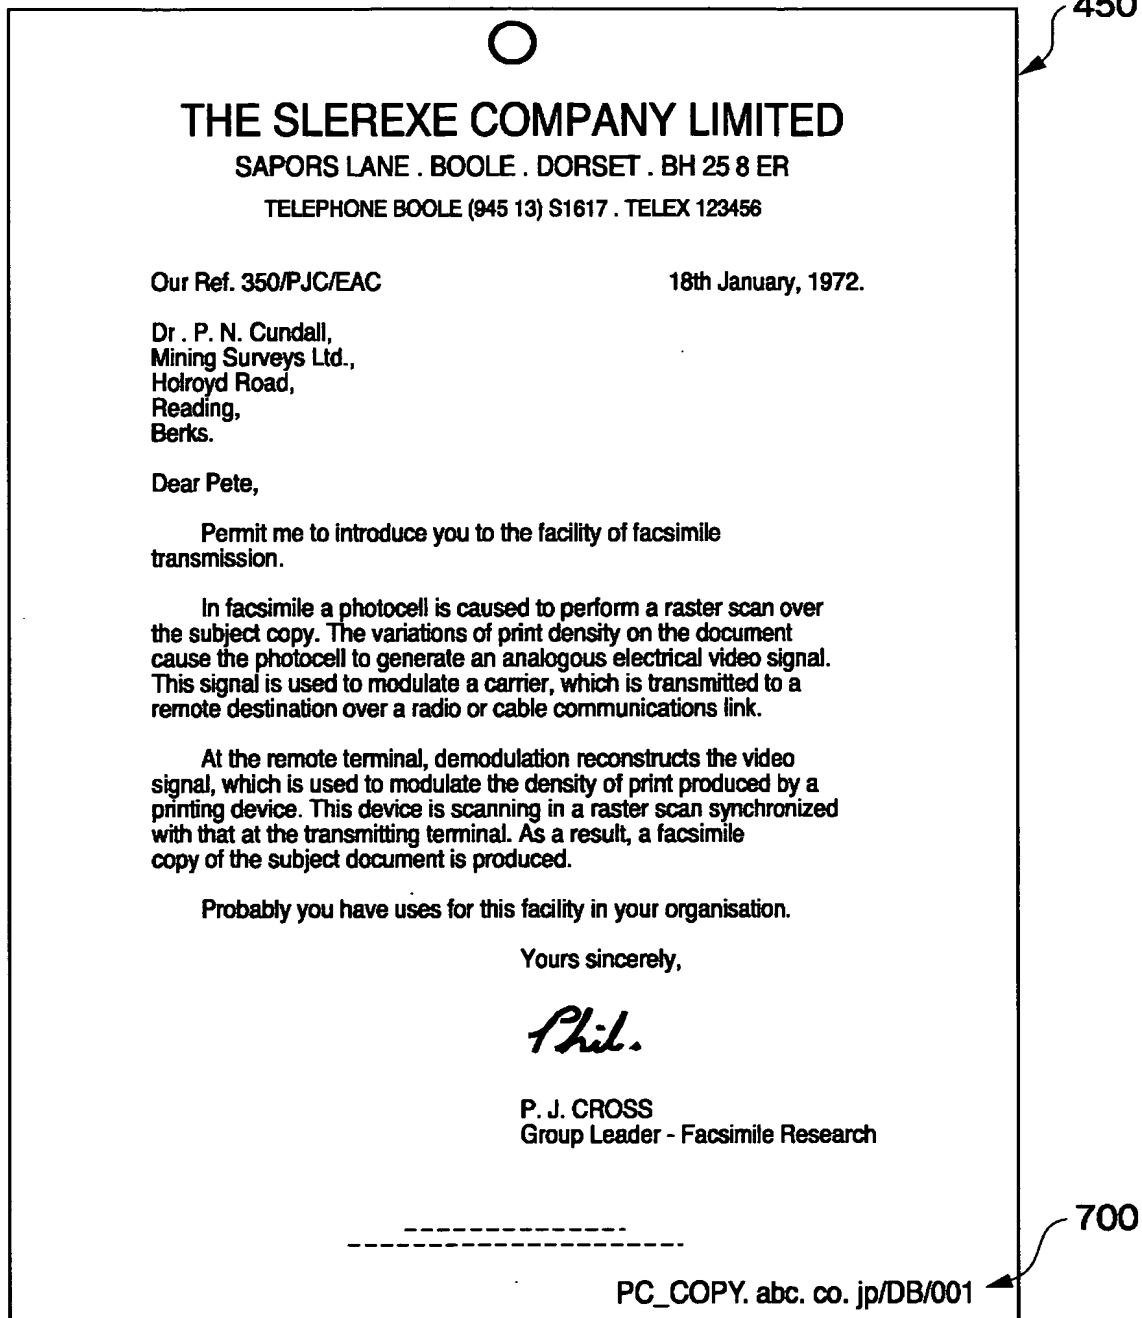 450
THE SLEREXE COMPANY LIMITED
SAPORS LANE . BOOLE . DORSET . BH 25 8 ER
TELEPHONE BOOLE (945 13) S1617 . TELEX 123456
Our Ref. 350/PJC/EAC 18th January, 1972.
Dr . P. N. Cundall,
Mining Surveys Ltd.,
Holroyd Road,
Reading,
Berks.
Dear Pete,
Permit me to introduce you to the facility of facsimile
transmission.
In facsimile a photocell is caused to perform a raster scan over
the subject copy. The variations of print density on the document
cause the photocell to generate an analogous electrical video signal.
This signal is used to modulate a carrier, which is transmitted to a
remote destination over a radio or cable communications link.
At the remote terminal, demodulation reconstructs the video
signal, which is used to modulate the density of print produced by a
printing device. This device is scanning in a raster scan synchronized
with that at the transmitting terminal. As a result, a facsimile
copy of the subject document is produced.
Probably you have uses for this facility in your organisation.
Yours sincerely,
Phil.
P. J. CROSS
Group Leader - Facsimile Research
700
PC_COPY. abc. co. jp/DB/001